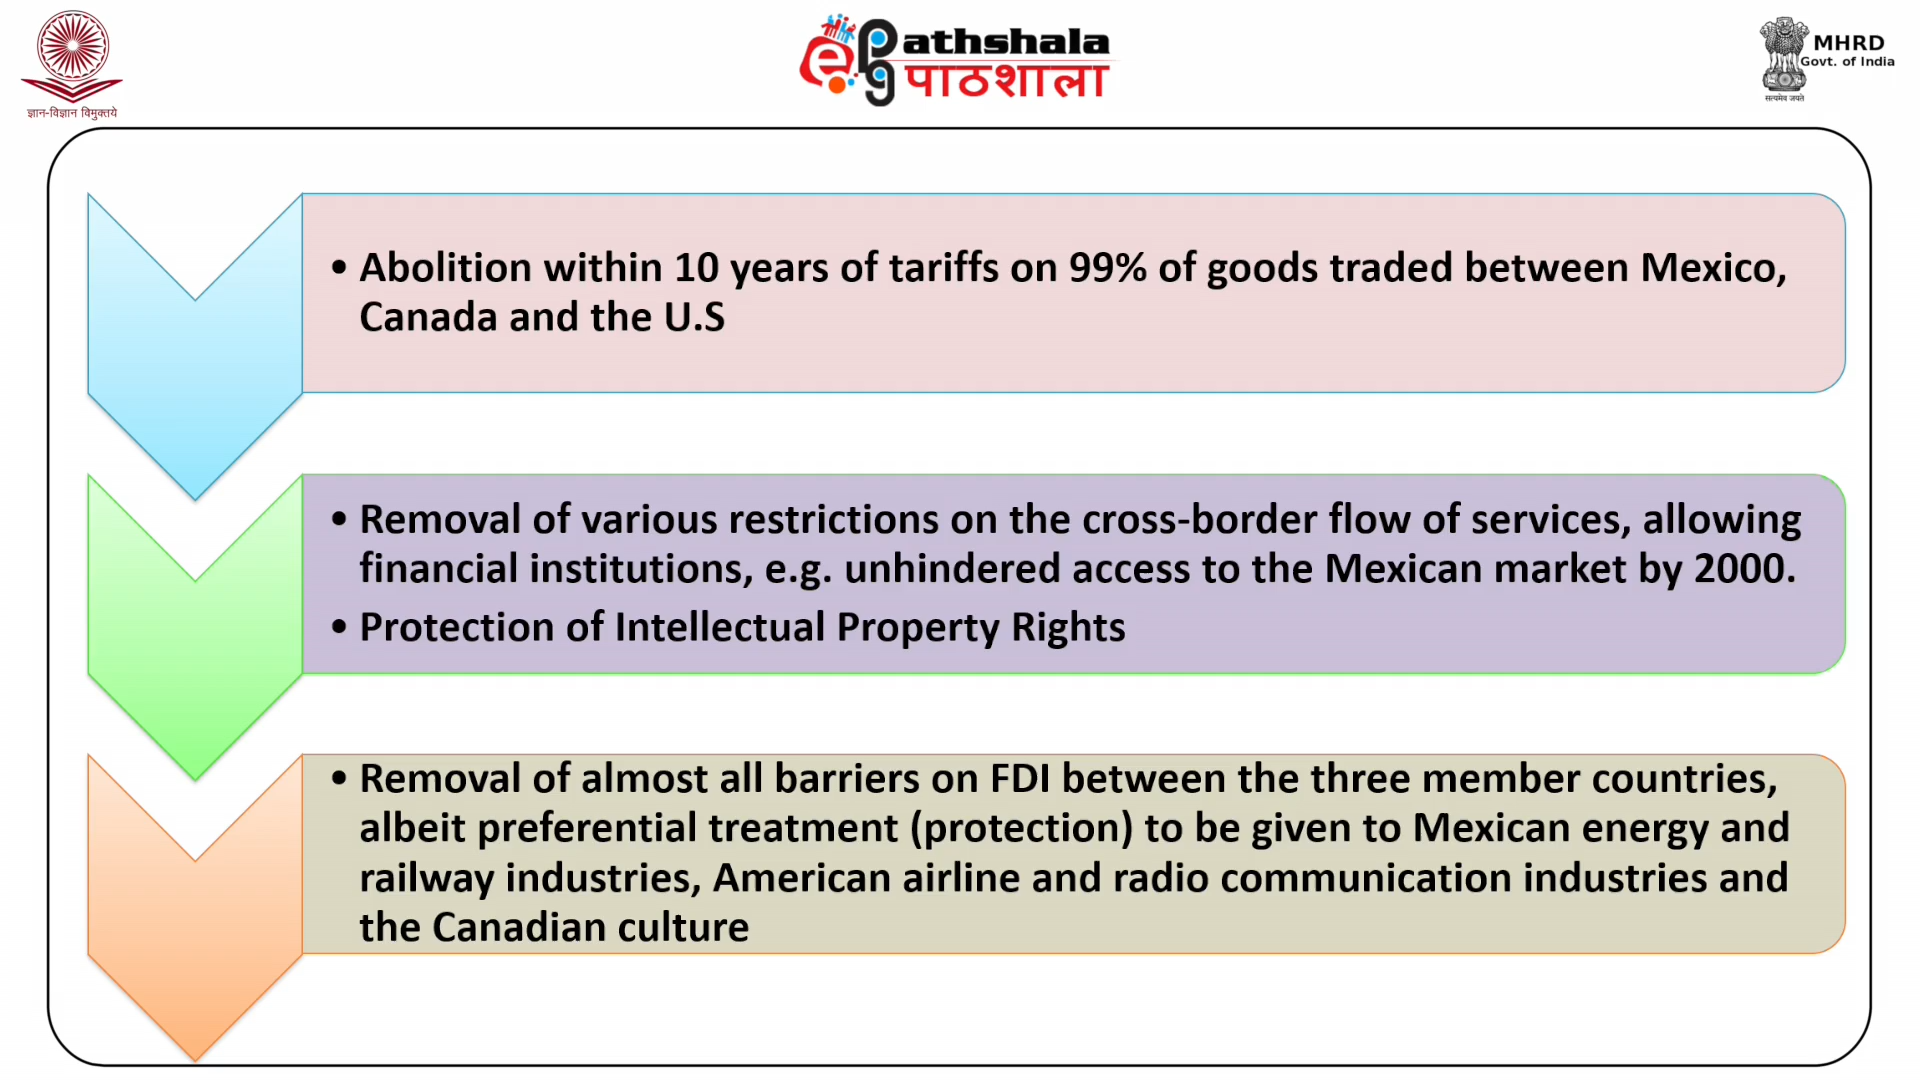 ज्ञान-विज्ञान विमुक्तये
e PG athshala
पाठशाला
MHRD
Govt. of India
सत्यमेव जयते
• Abolition within 10 years of tariffs on 99% of goods traded between Mexico,
Canada and the U.S
• Removal of various restrictions on the cross-border flow of services, allowing
financial institutions, e.g. unhindered access to the Mexican market by 2000.
• Protection of Intellectual Property Rights
• Removal of almost all barriers on FDI between the three member countries,
albeit preferential treatment (protection) to be given to Mexican energy and
railway industries, American airline and radio communication industries and
the Canadian culture